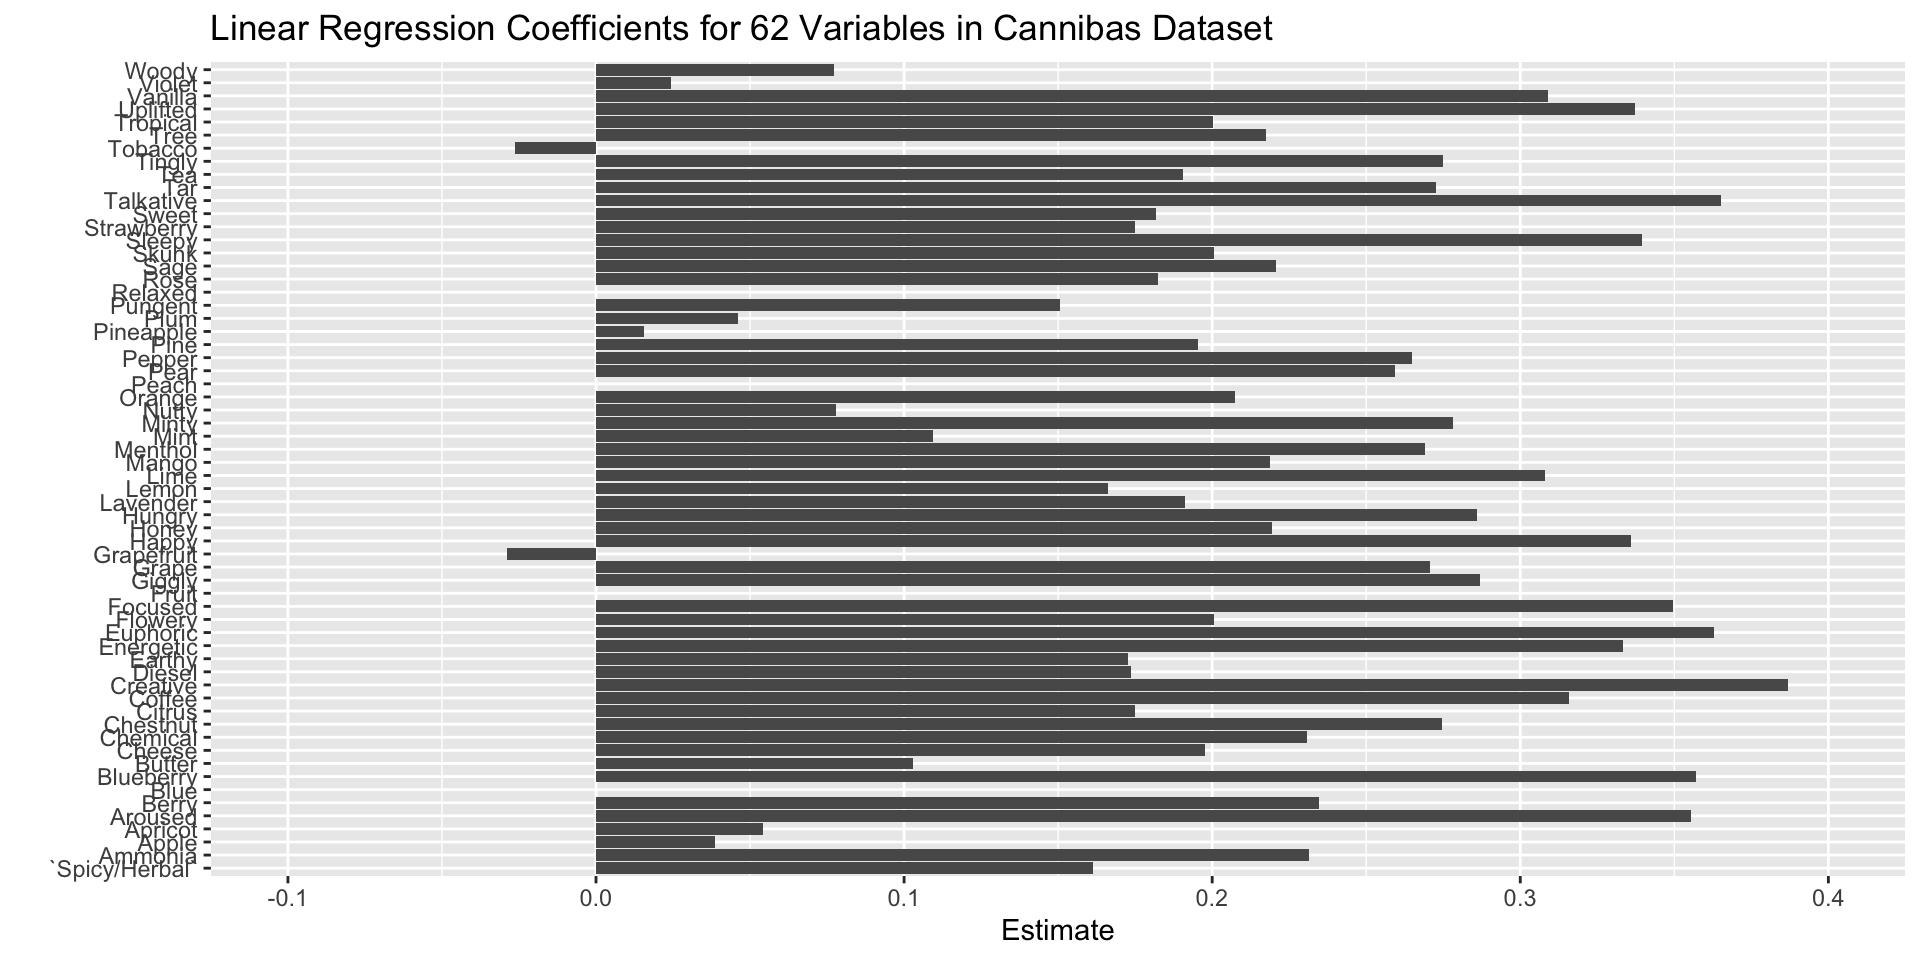 Linear Regression Coefficients for 62 Variables in Cannibas Dataset
Woody
Violet
Vanilla
Uplifted
Tropical
Tree
Tobacco
Tingly
Tea
Tar
Talkative
Sweet
Strawberry
Sleepy
Skunk
Sage
Rose
Relaxed
Pungent
Plum
Pineapple
Pine
Pepper
Pear
Peach
Orange
Nutty
Minty
Mint
Menthol
Mango
Lime
Lemon
Lavender
Hungry
Honey
Happy
Grapefruit
Grape
Giggly
Fruit
Focused
Flowery
Euphoric
Energetic
Earthy
Diesel
Creative
Coffee
Citrus
Chestnut
Chemical
Cheese
Butter
Blueberry
Blue
Berry
Aroused
Apricot
Apple
Ammonia
`Spicy/Herbal`
-0.1 0.0 0.1 0.2 0.3 0.4
Estimate